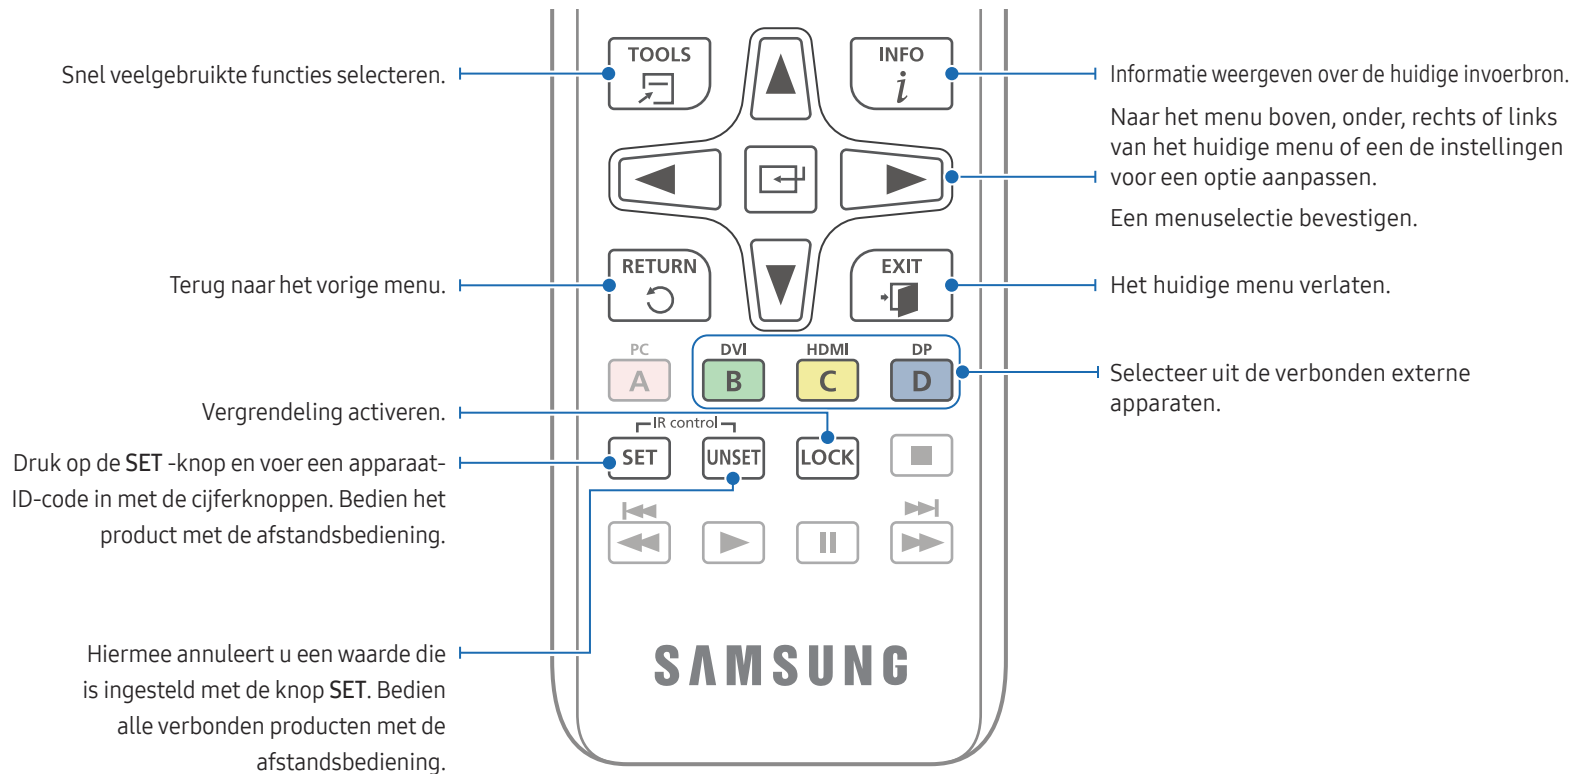 TOOLS
INFO
i
Snel veelgebruikte functies selecteren.
Informatie weergeven over de huidige invoerbron.
Naar het menu boven, onder, rechts of links
van het huidige menu of een de instellingen
voor een optie aanpassen.
Een menuselectie bevestigen.
RETURN
EXIT
Terug naar het vorige menu.
Het huidige menu verlaten.
PC
DVI
HDMI
DP
A
B
C
D
Selecteer uit de verbonden externe
apparaten.
Vergrendeling activeren.
IR control
SET
UNSET
LOCK
Druk op de SET -knop en voer een apparaat-
ID-code in met de cijferknoppen. Bedien het
product met de afstandsbediening.
Hiermee annuleert u een waarde die
is ingesteld met de knop SET. Bedien
alle verbonden producten met de
afstandsbediening.
SAMSUNG